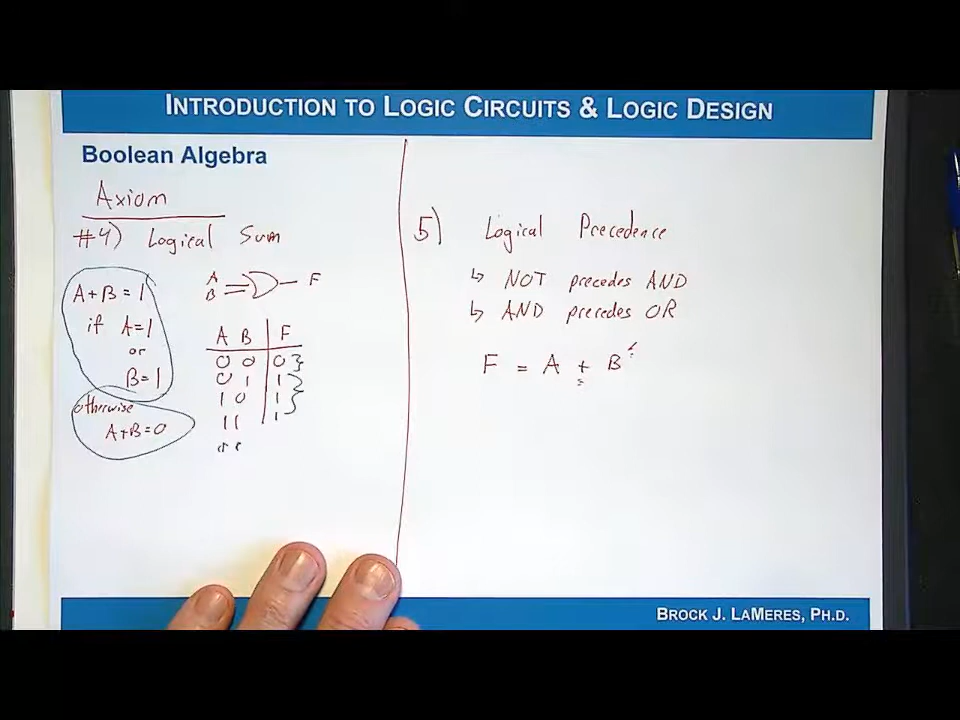 INTRODUCTION TO LOGIC CIRCUITS & LOGIC DESIGN
Boolean Algebra
Axiom
#4) Logical Sum
A+B=1
if A=1
or
B=1
otherwise
A+B=0
A
B
F
A B F
0 0 0
0 1 1
1 0 1
1 1 1
5) Logical Precedence
↳ NOT precedes AND
↳ AND precedes OR
F = A + B'
BROCK J. LAMERES, PH.D.